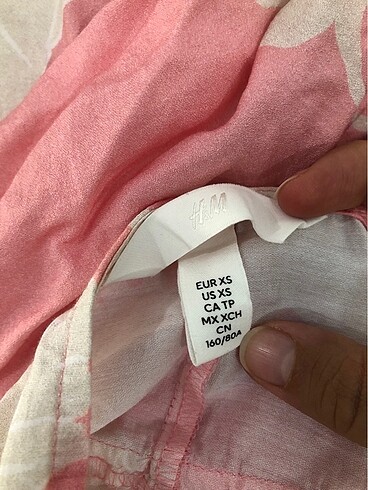 H&M
EUR XS
US XS
CA TP
MX XCH
CN
160/80A